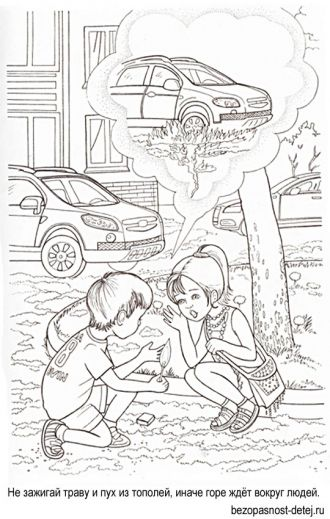 Не зажигай траву и пух из тополей, иначе горе ждёт вокруг людей.
bezopasnost-detej.ru